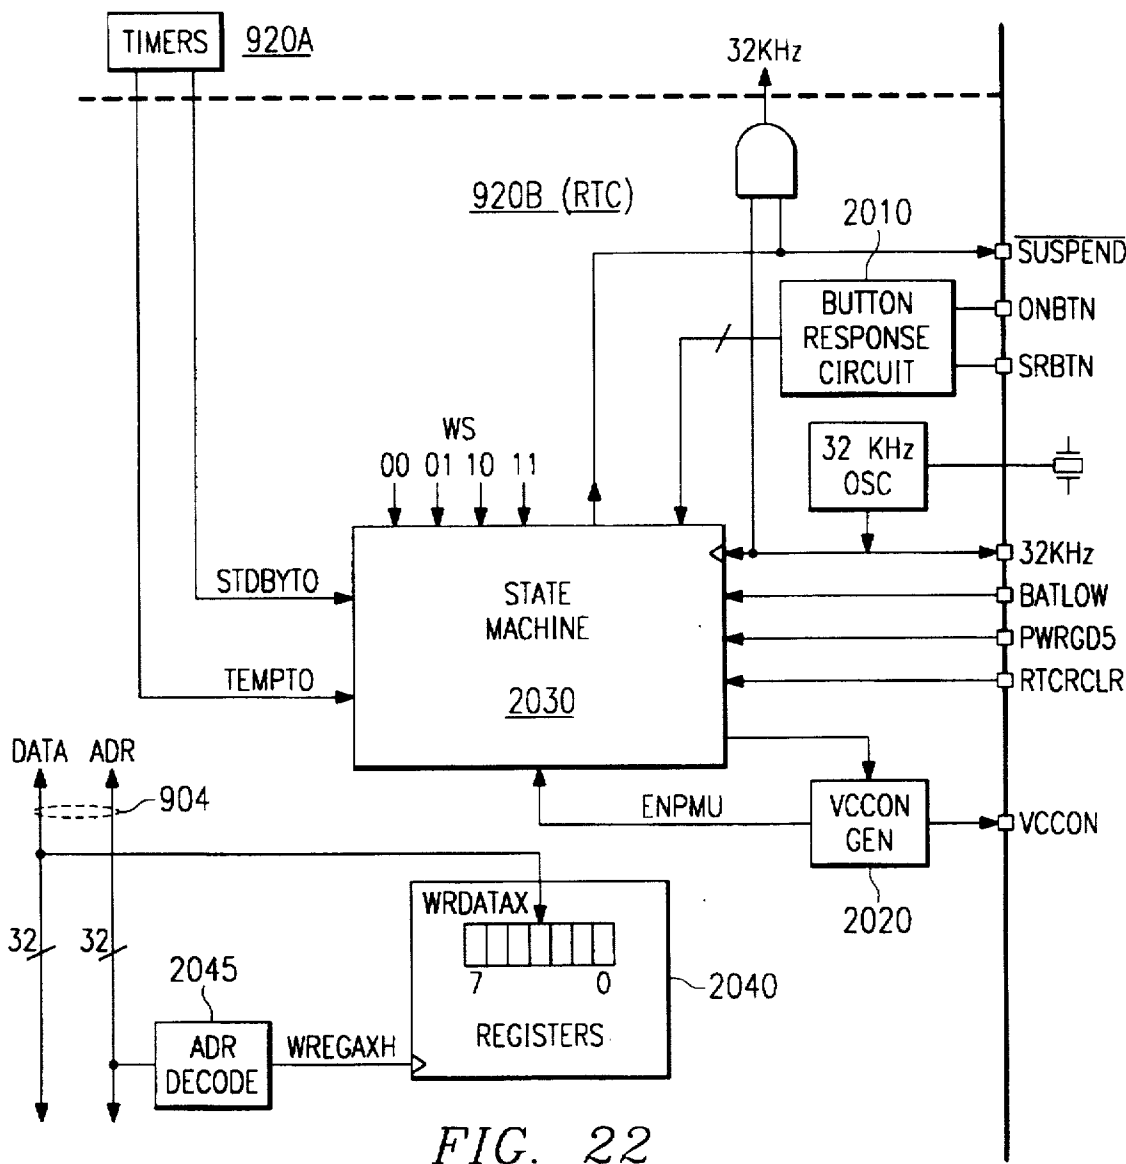 TIMERS
920A
32KHz
920B (RTC)
2010
SUSPEND
BUTTON
RESPONSE
CIRCUIT
ONBTN
SRBTN
WS
00 01 10 11
32 KHz
OSC
32KHz
STDBYTO
STATE
MACHINE
2030
BATLOW
PWRGD5
TEMPTO
RTCRCLR
DATA ADR
904
ENPMU
VCCON
GEN
VCCON
2020
WRDATAX
7 0
32 32
2045
2040
REGISTERS
ADR
DECODE
WREGAXH
FIG. 22